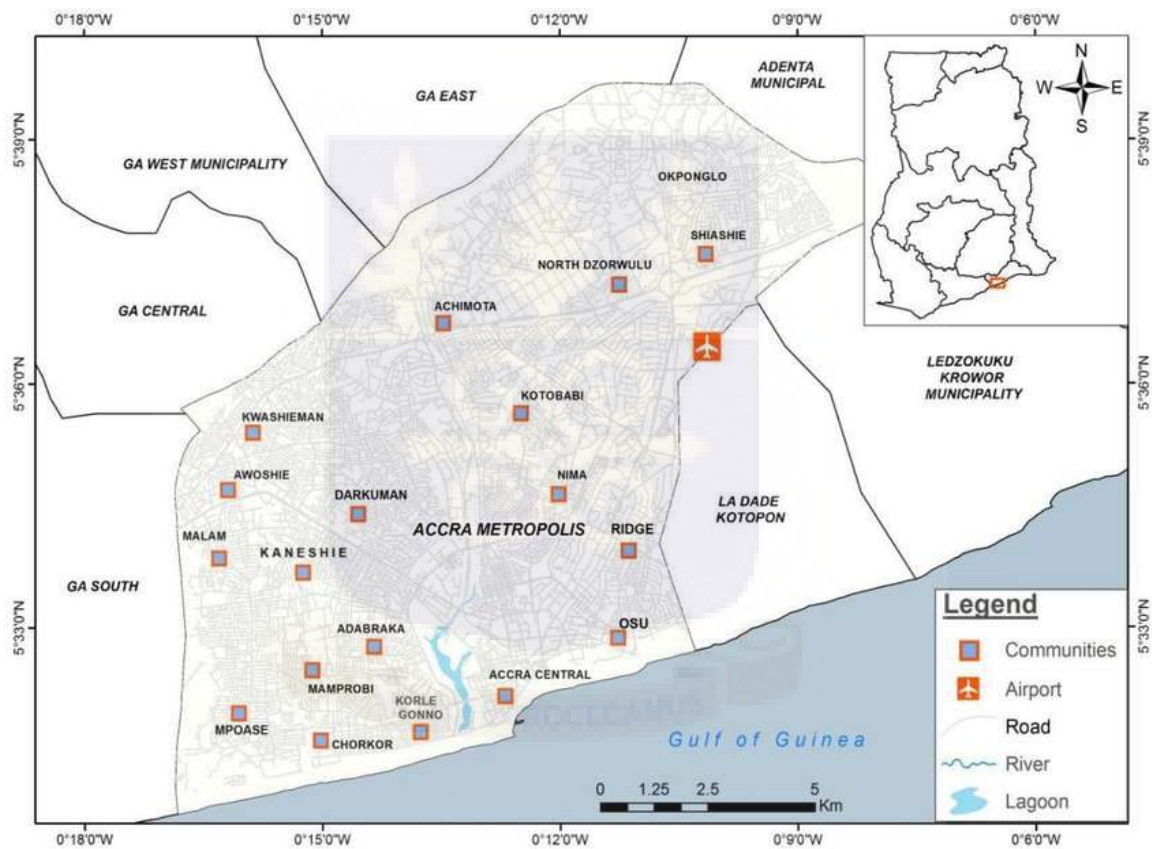 0°18'0"W
0°15'0"W
0°12'0"W
0°9'0"W
0°6'0"W
N
W
E
S
ADENTA
MUNICIPAL
GA EAST
5°39'0"N
5°39'0"N
GA WEST MUNICIPALITY
OKPONGLO
SHIASHIE
NORTH DZORWULU
GA CENTRAL
ACHIMOTA
LEDZOKUKU
KROWOR
MUNICIPALITY
5°36'0"N
5°36'0"N
KOTOBABI
KWASHIEMAN
AWOSHIE
NIMA
DARKUMAN
LA DADE
KOTOPON
ACCRA METROPOLIS
RIDGE
MALAM
KANESHIE
GA SOUTH
Legend
Communities
Airport
Road
River
Lagoon
5°3'3.0"N
5°3'3.0"N
OSU
ADABRAKA
ACCRA CENTRAL
MAMPROBI
KORLE
GONNO
MPOASE
CHORKOR
Gulf of Guinea
0
1.25
2.5
5
Km
0°18'0"W
0°15'0"W
0°12'0"W
0°9'0"W
0°6'0"W